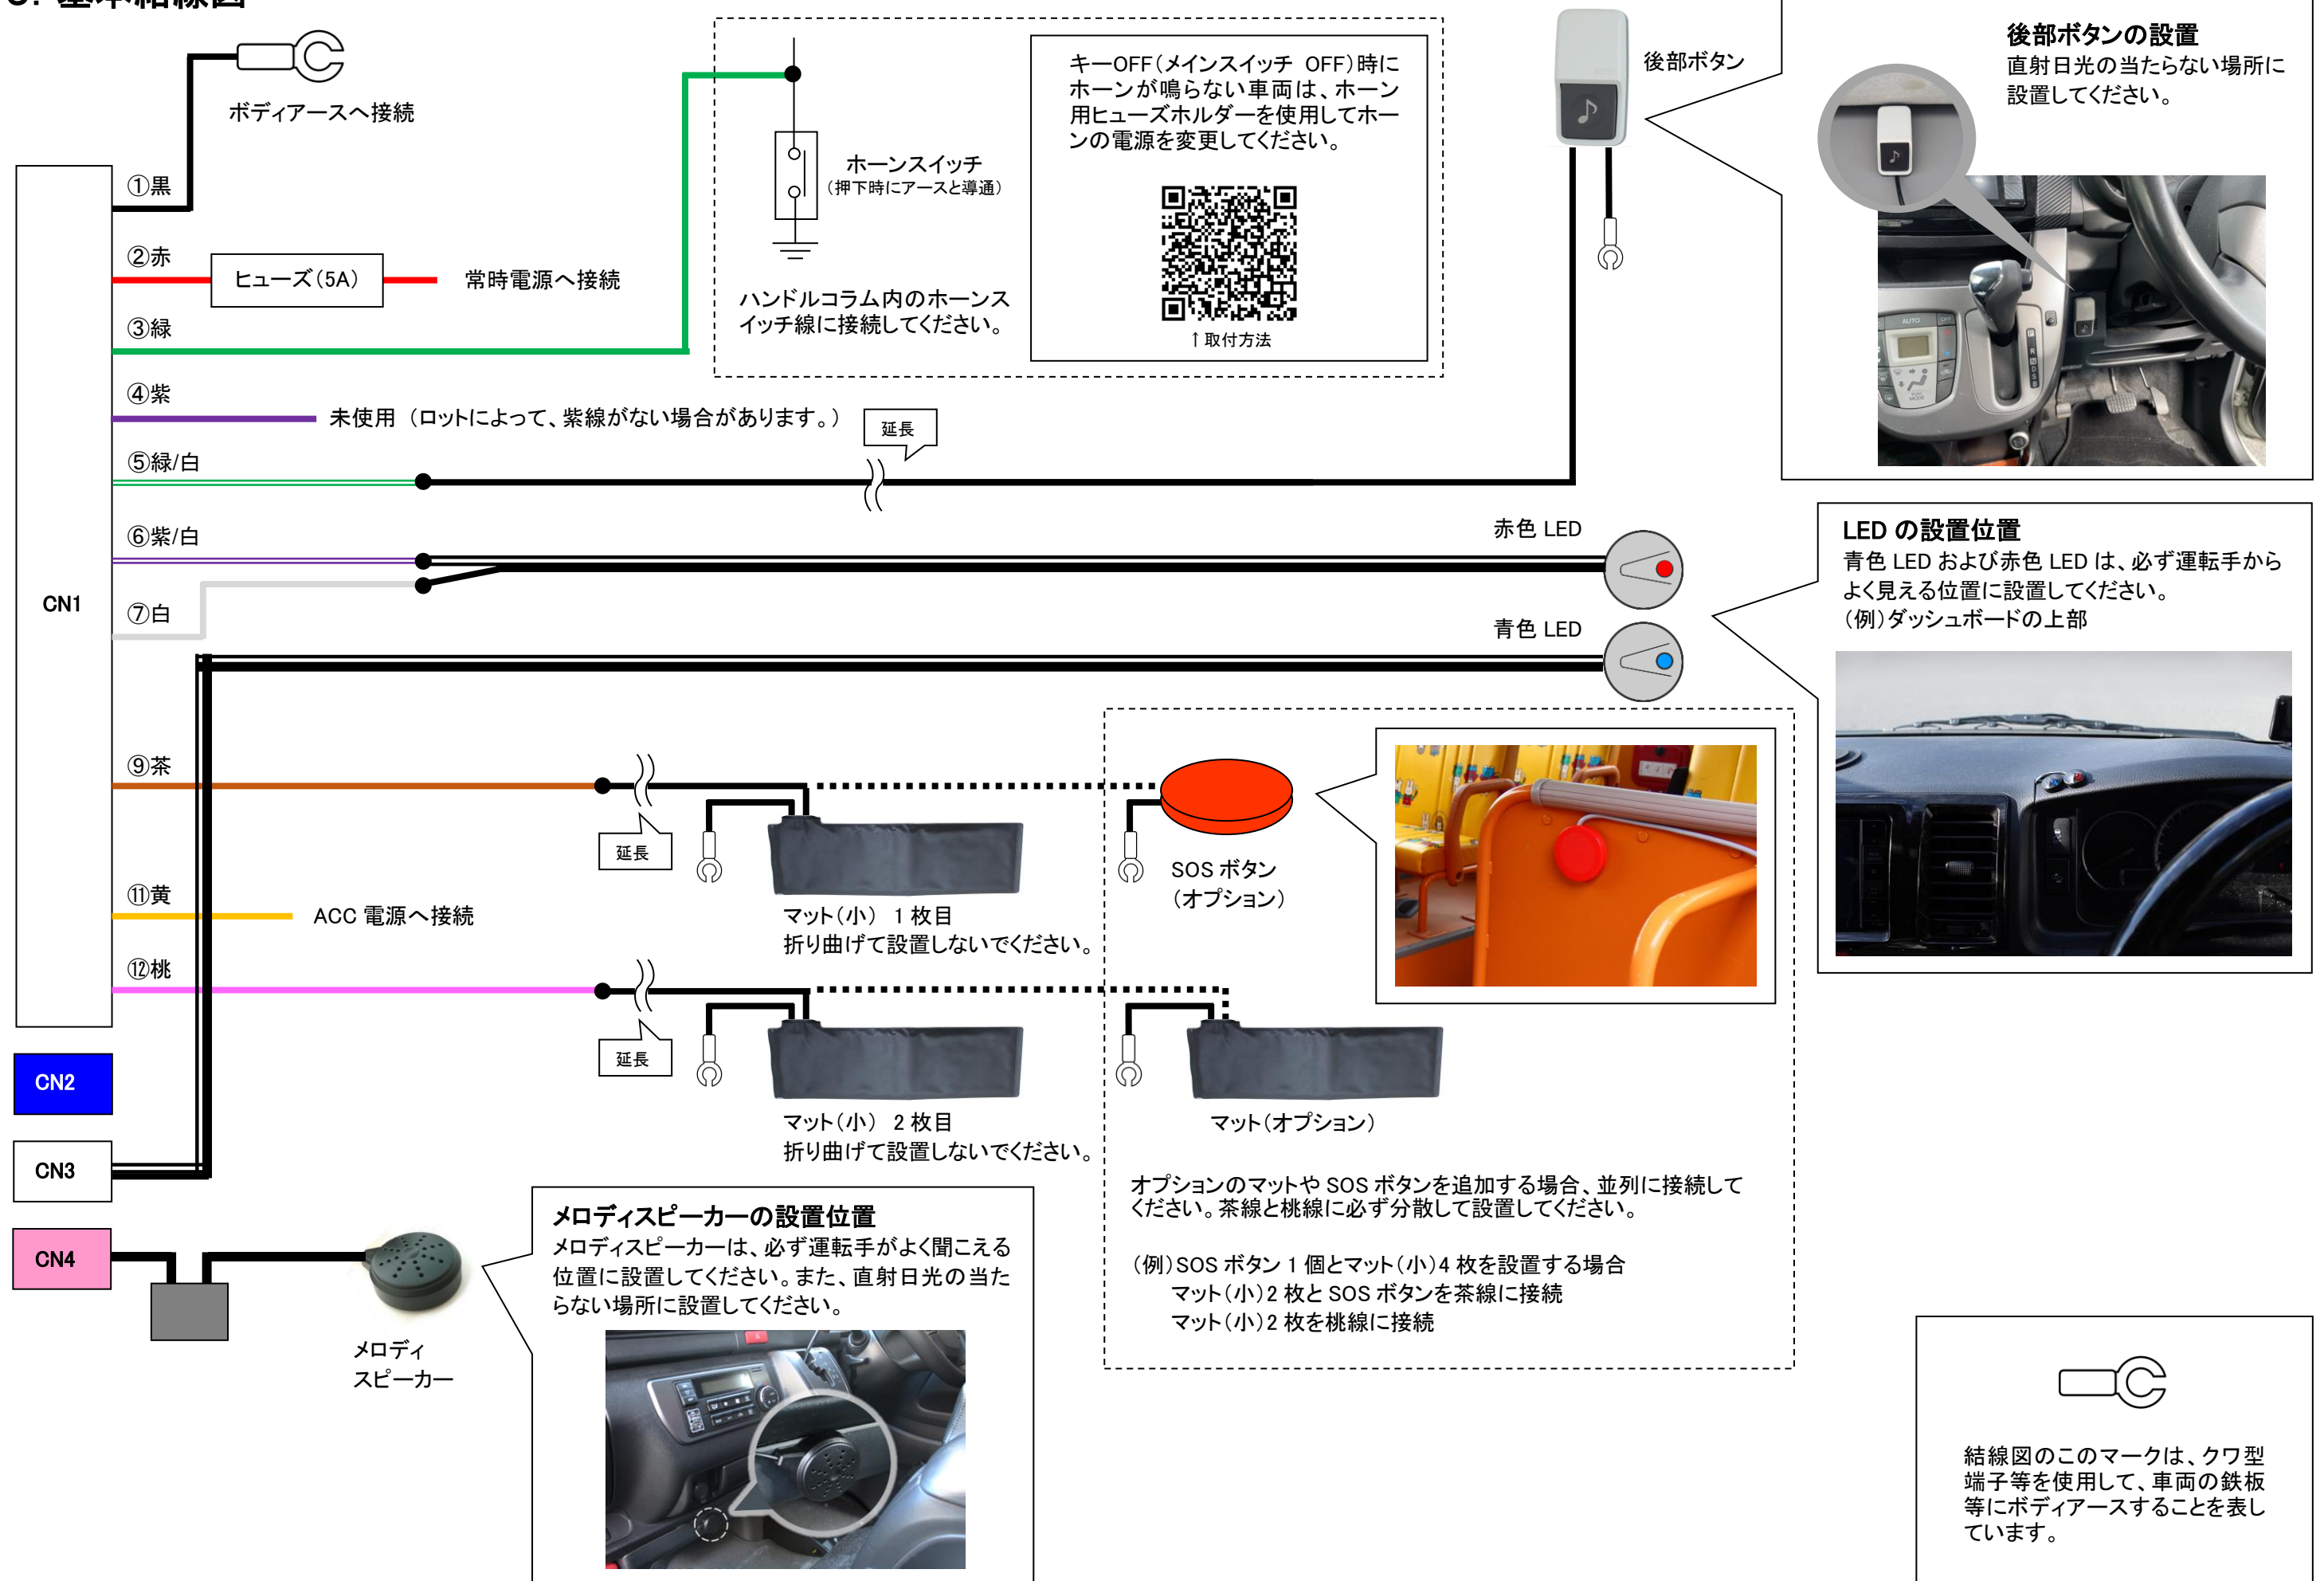 基本結線図
ボディアースへ接続
①黒
②赤
ヒューズ(5A)
常時電源へ接続
③緑
④紫
未使用 (ロットによって、紫線がない場合があります。)
⑤緑/白
延長
⑥紫/白
⑦白
CN1
⑨茶
延長
⑪黄
ACC 電源へ接続
⑫桃
延長
CN2
CN3
CN4
ホーンスイッチ
(押下時にアースと導通)
ハンドルコラム内のホーンス
イッチ線に接続してください。
キーOFF(メインスイッチ OFF)時に
ホーンが鳴らない車両は、ホーン
用ヒューズホルダーを使用してホー
ンの電源を変更してください。
↑取付方法
後部ボタン
後部ボタンの設置
直射日光の当たらない場所に
設置してください。
赤色 LED
青色 LED
LED の設置位置
青色 LED および赤色 LED は、必ず運転手から
よく見える位置に設置してください。
(例)ダッシュボードの上部
マット(小) 1 枚目
折り曲げて設置しないでください。
SOS ボタン
(オプション)
マット(小) 2 枚目
折り曲げて設置しないでください。
マット(オプション)
オプションのマットや SOS ボタンを追加する場合、並列に接続して
ください。茶線と桃線に必ず分散して設置してください。
(例)SOS ボタン 1 個とマット(小)4 枚を設置する場合
マット(小)2 枚と SOS ボタンを茶線に接続
マット(小)2 枚を桃線に接続
メロディ
スピーカー
メロディスピーカーの設置位置
メロディスピーカーは、必ず運転手がよく聞こえる
位置に設置してください。また、直射日光の当た
らない場所に設置してください。
結線図のこのマークは、クワ型
端子等を使用して、車両の鉄板
等にボディアースすることを表し
ています。